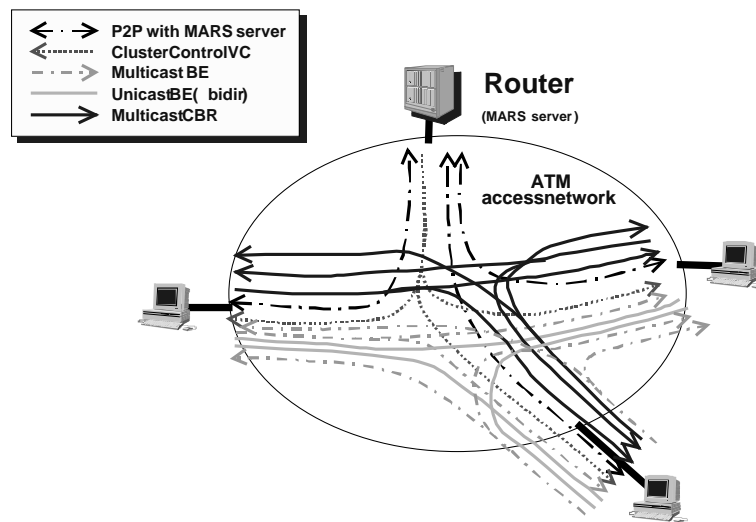 P2P with MARS server
ClusterControlVC
Multicast BE
UnicastBE( bidir)
MulticastCBR
Router
(MARS server)
ATM
accessnetwork